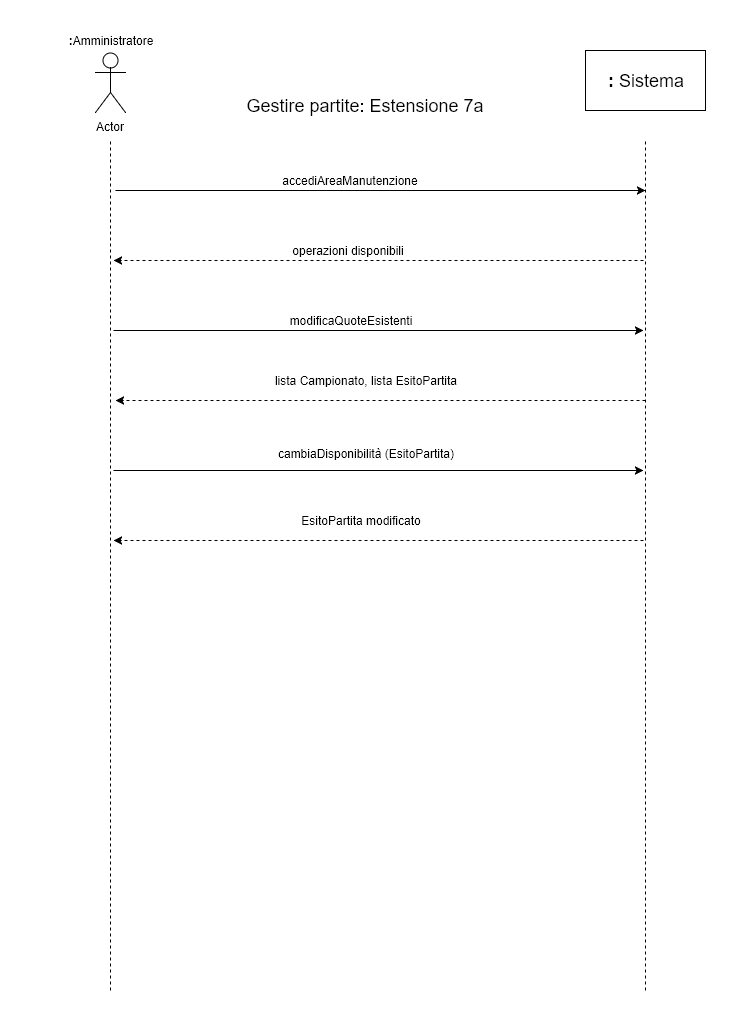 :Amministratore
: Sistema
Gestire partite: Estensione 7a
Actor
accediAreaManutenzione
operazioni disponibili
modificaQuoteEsistenti
lista Campionato, lista EsitoPartita
cambiaDisponibilità (EsitoPartita)
EsitoPartita modificato